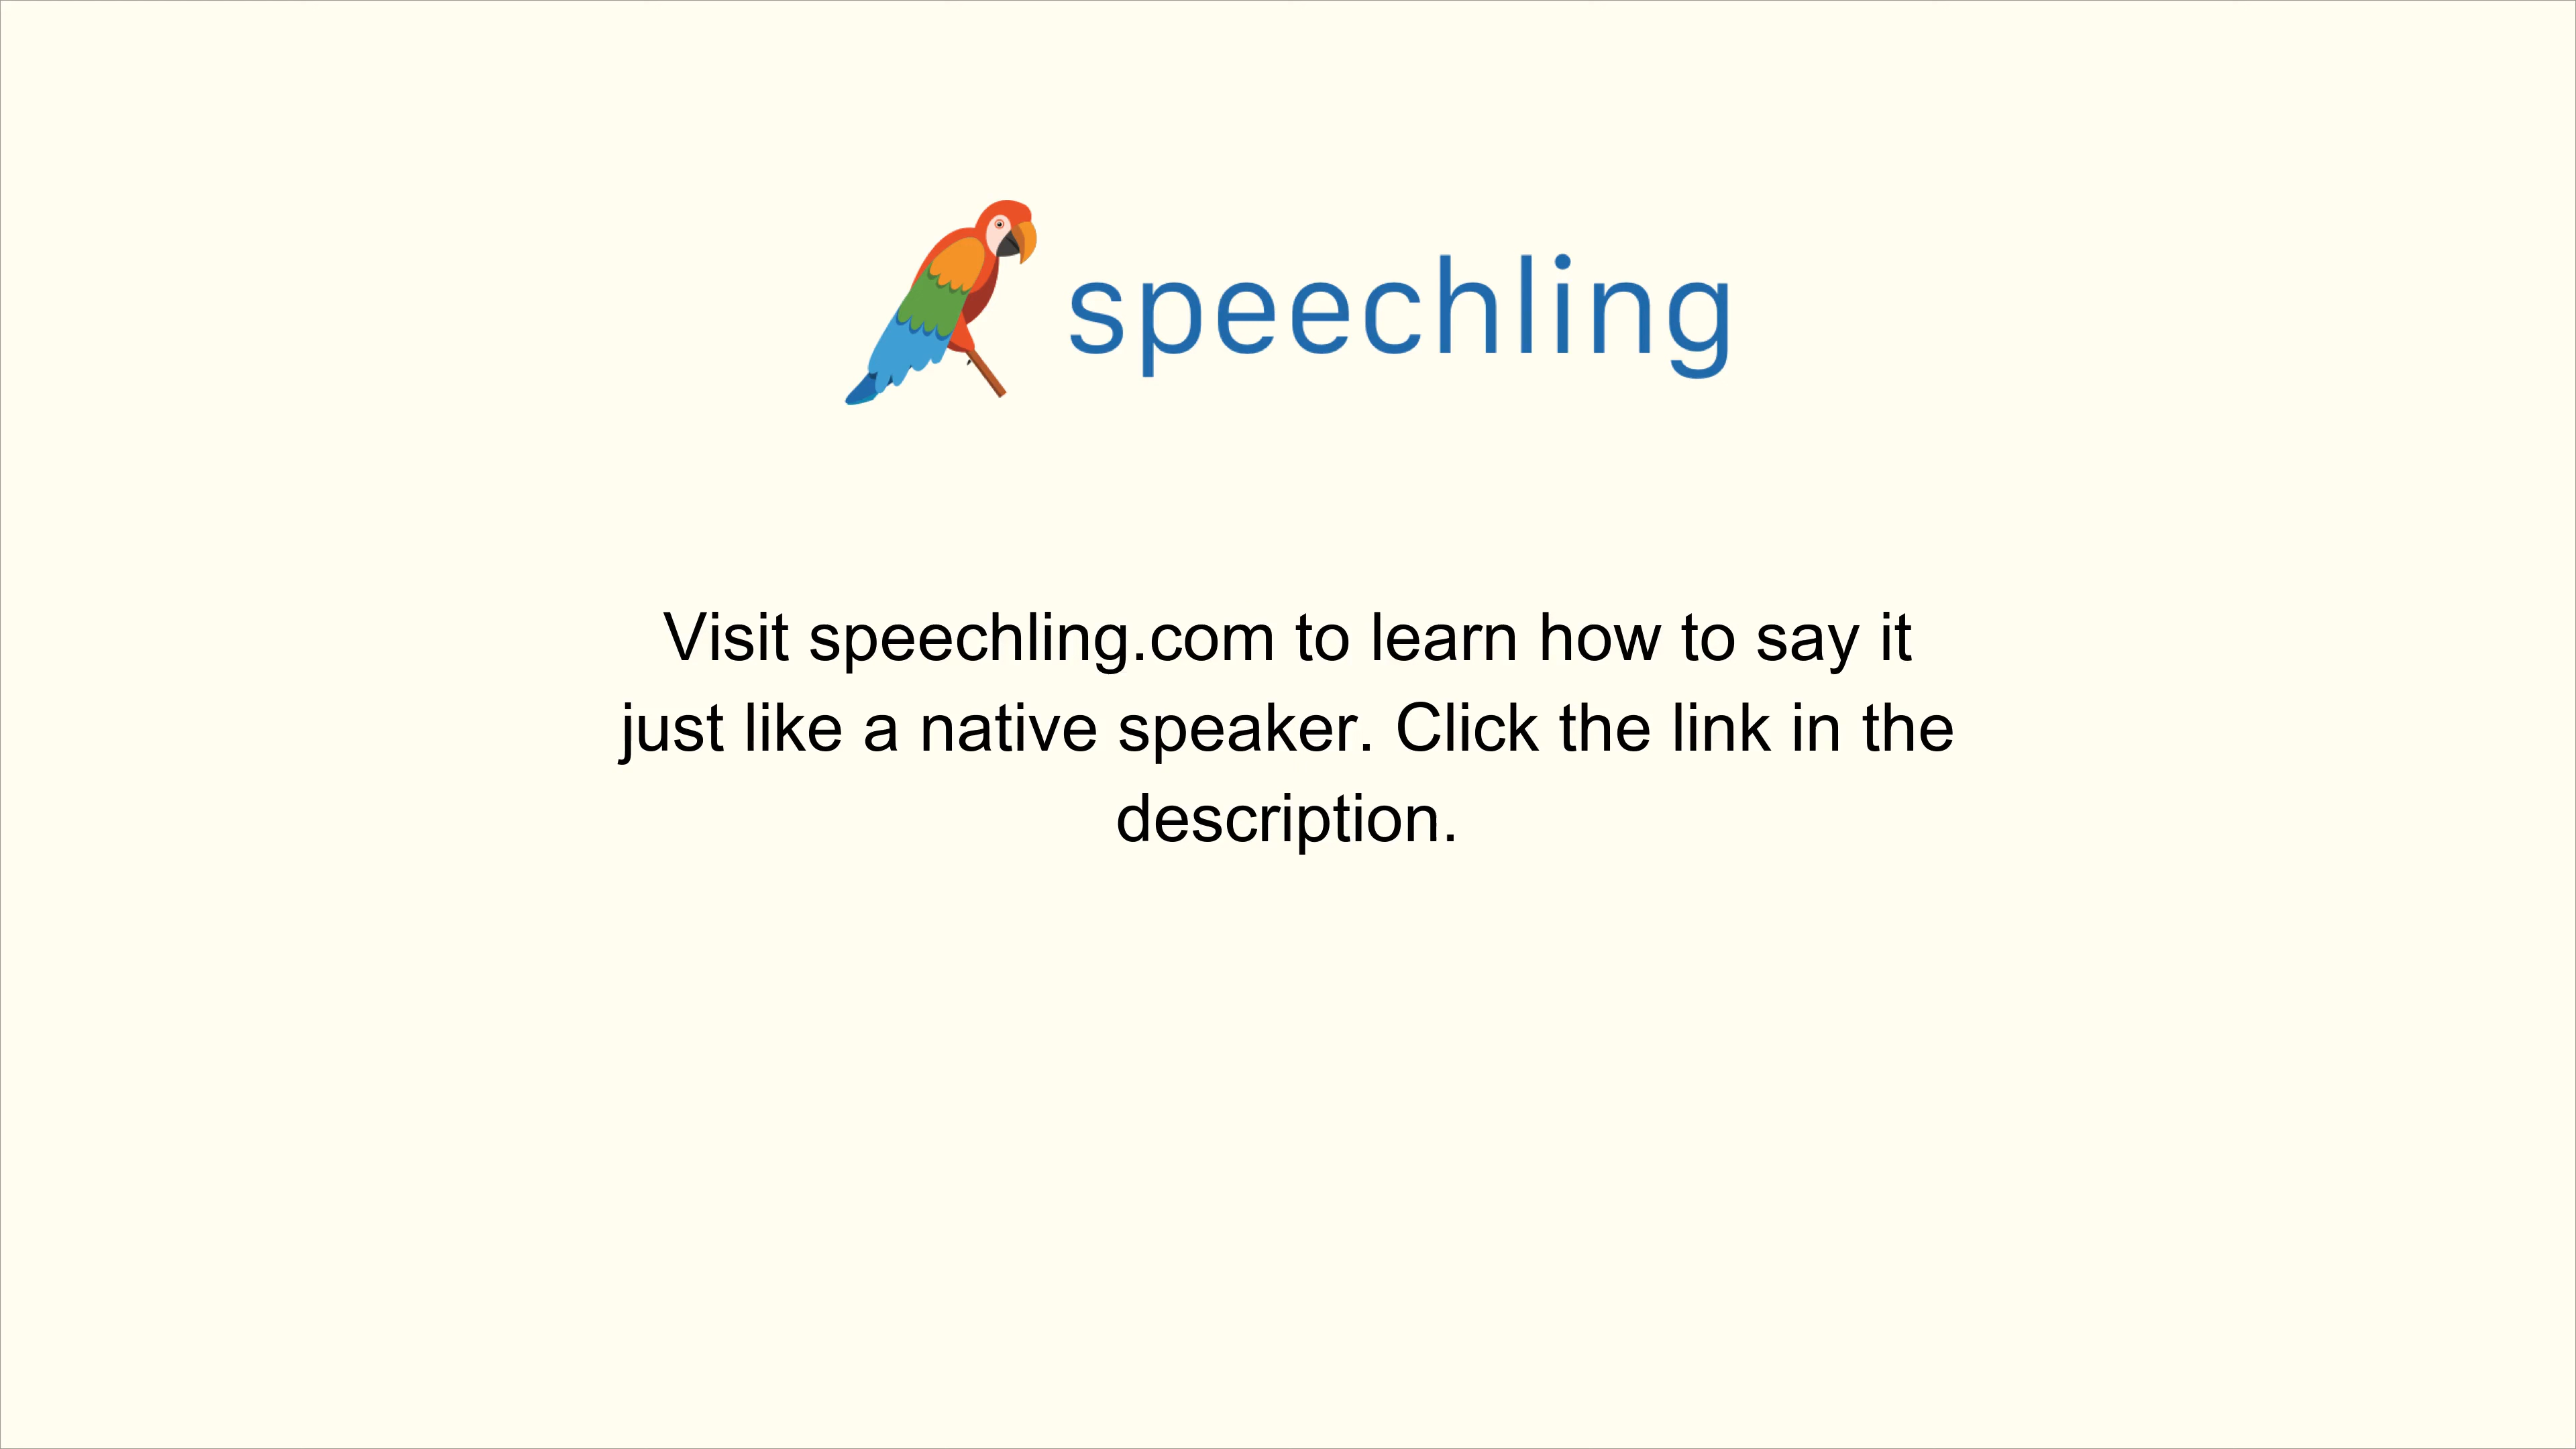 speechling
Visit speechling.com to learn how to say it
just like a native speaker. Click the link in the
description.